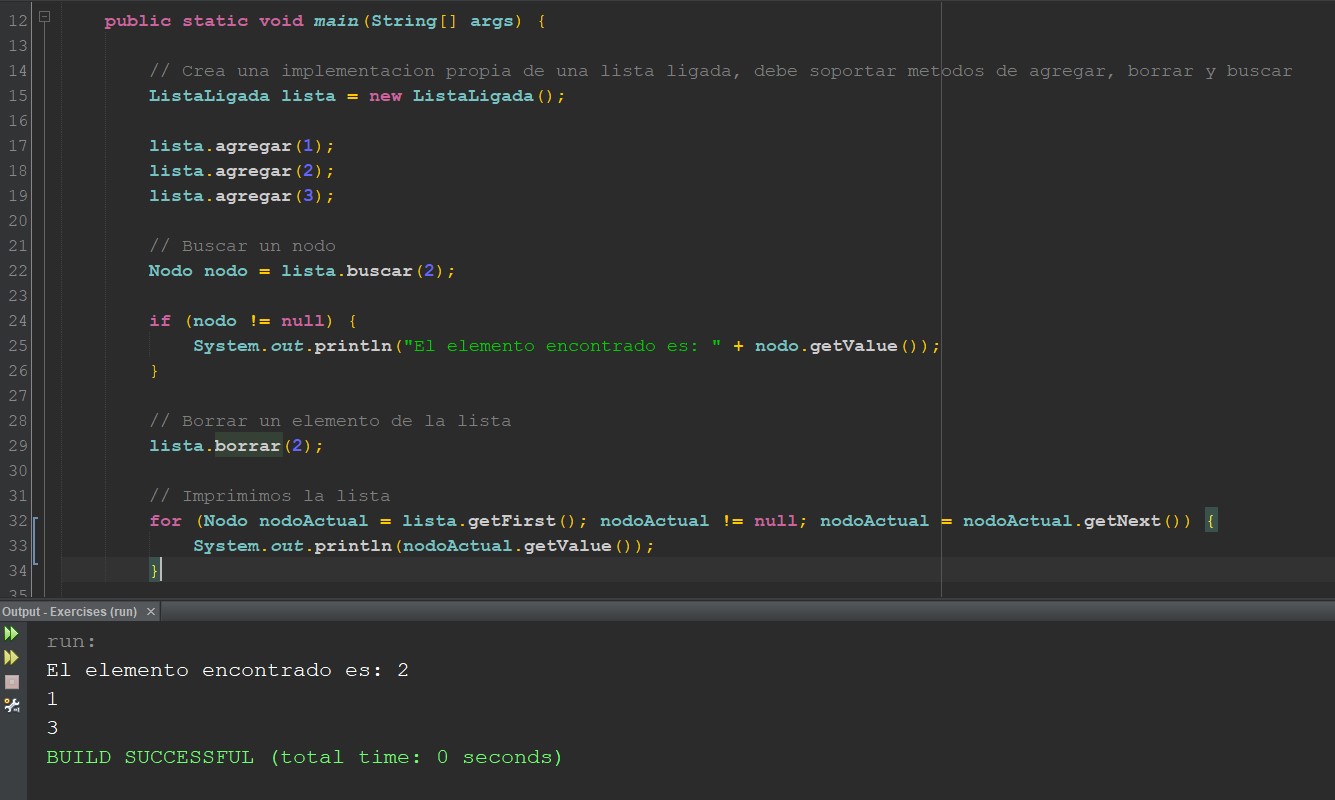 12 public static void main(String[] args) {
13
14 // Crea una implementacion propia de una lista ligada, debe soportar metodos de agregar, borrar y buscar
15 ListaLigada lista = new ListaLigada();
16
17 lista.agregar(1);
18 lista.agregar(2);
19 lista.agregar(3);
20
21 // Buscar un nodo
22 Nodo nodo = lista.buscar(2);
23
24 if (nodo != null) {
25 System.out.println("El elemento encontrado es: " + nodo.getValue());
26 }
27
28 // Borrar un elemento de la lista
29 lista.borrar(2);
30
31 // Imprimimos la lista
32 for (Nodo nodoActual = lista.getFirst(); nodoActual != null; nodoActual = nodoActual.getNext()) {
33 System.out.println(nodoActual.getValue());
34 }
35
Output - Exercises (run) ×
run:
El elemento encontrado es: 2
1
3
BUILD SUCCESSFUL (total time: 0 seconds)